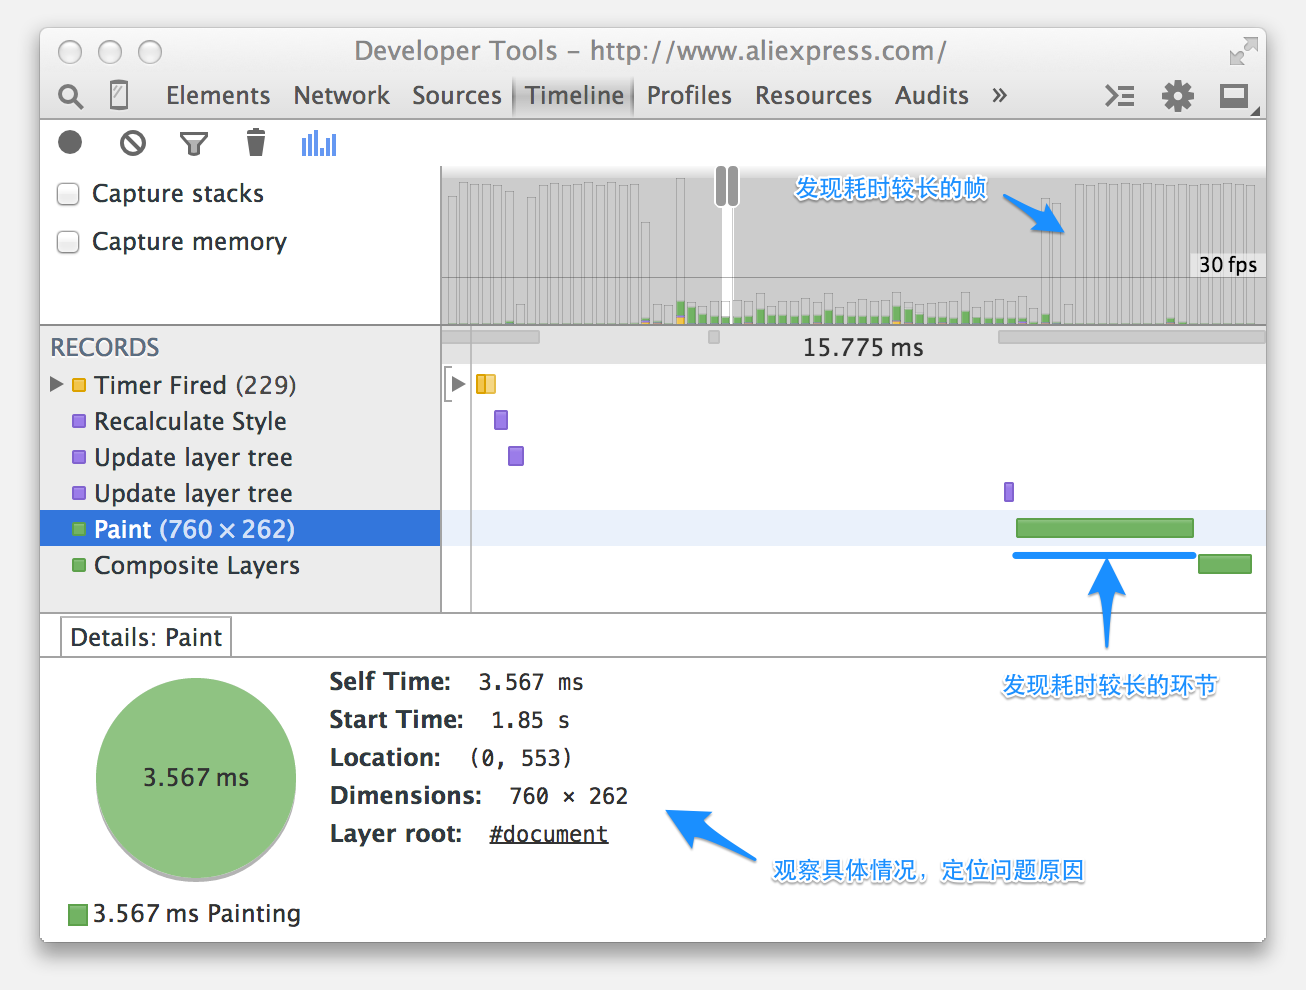 Developer Tools – http://www.aliexpress.com/
Elements Network Sources Timeline Profiles Resources Audits »
Capture stacks
Capture memory
发现耗时较长的帧
30 fps
RECORDS
15.775 ms
Timer Fired (229)
Recalculate Style
Update layer tree
Update layer tree
Paint (760 × 262)
Composite Layers
发现耗时较长的环节
Details: Paint
3.567 ms
Self Time: 3.567 ms
Start Time: 1.85 s
Location: (0, 553)
Dimensions: 760 × 262
Layer root: #document
观察具体情况，定位问题原因
3.567 ms Painting